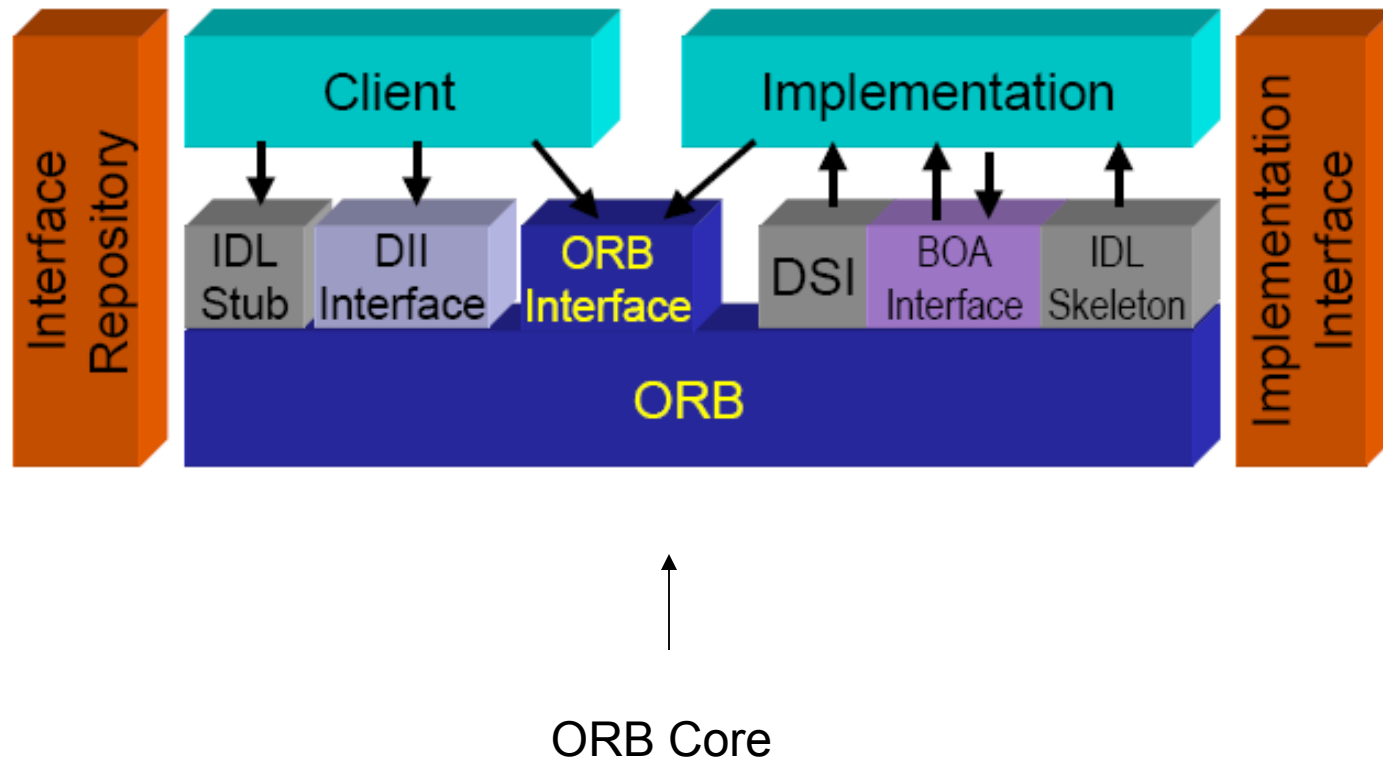 Interface
Repository
Client
Implementation
IDL
Stub
DII
Interface
ORB
Interface
DSI
BOA
Interface
IDL
Skeleton
ORB
Implementation
Interface
ORB Core